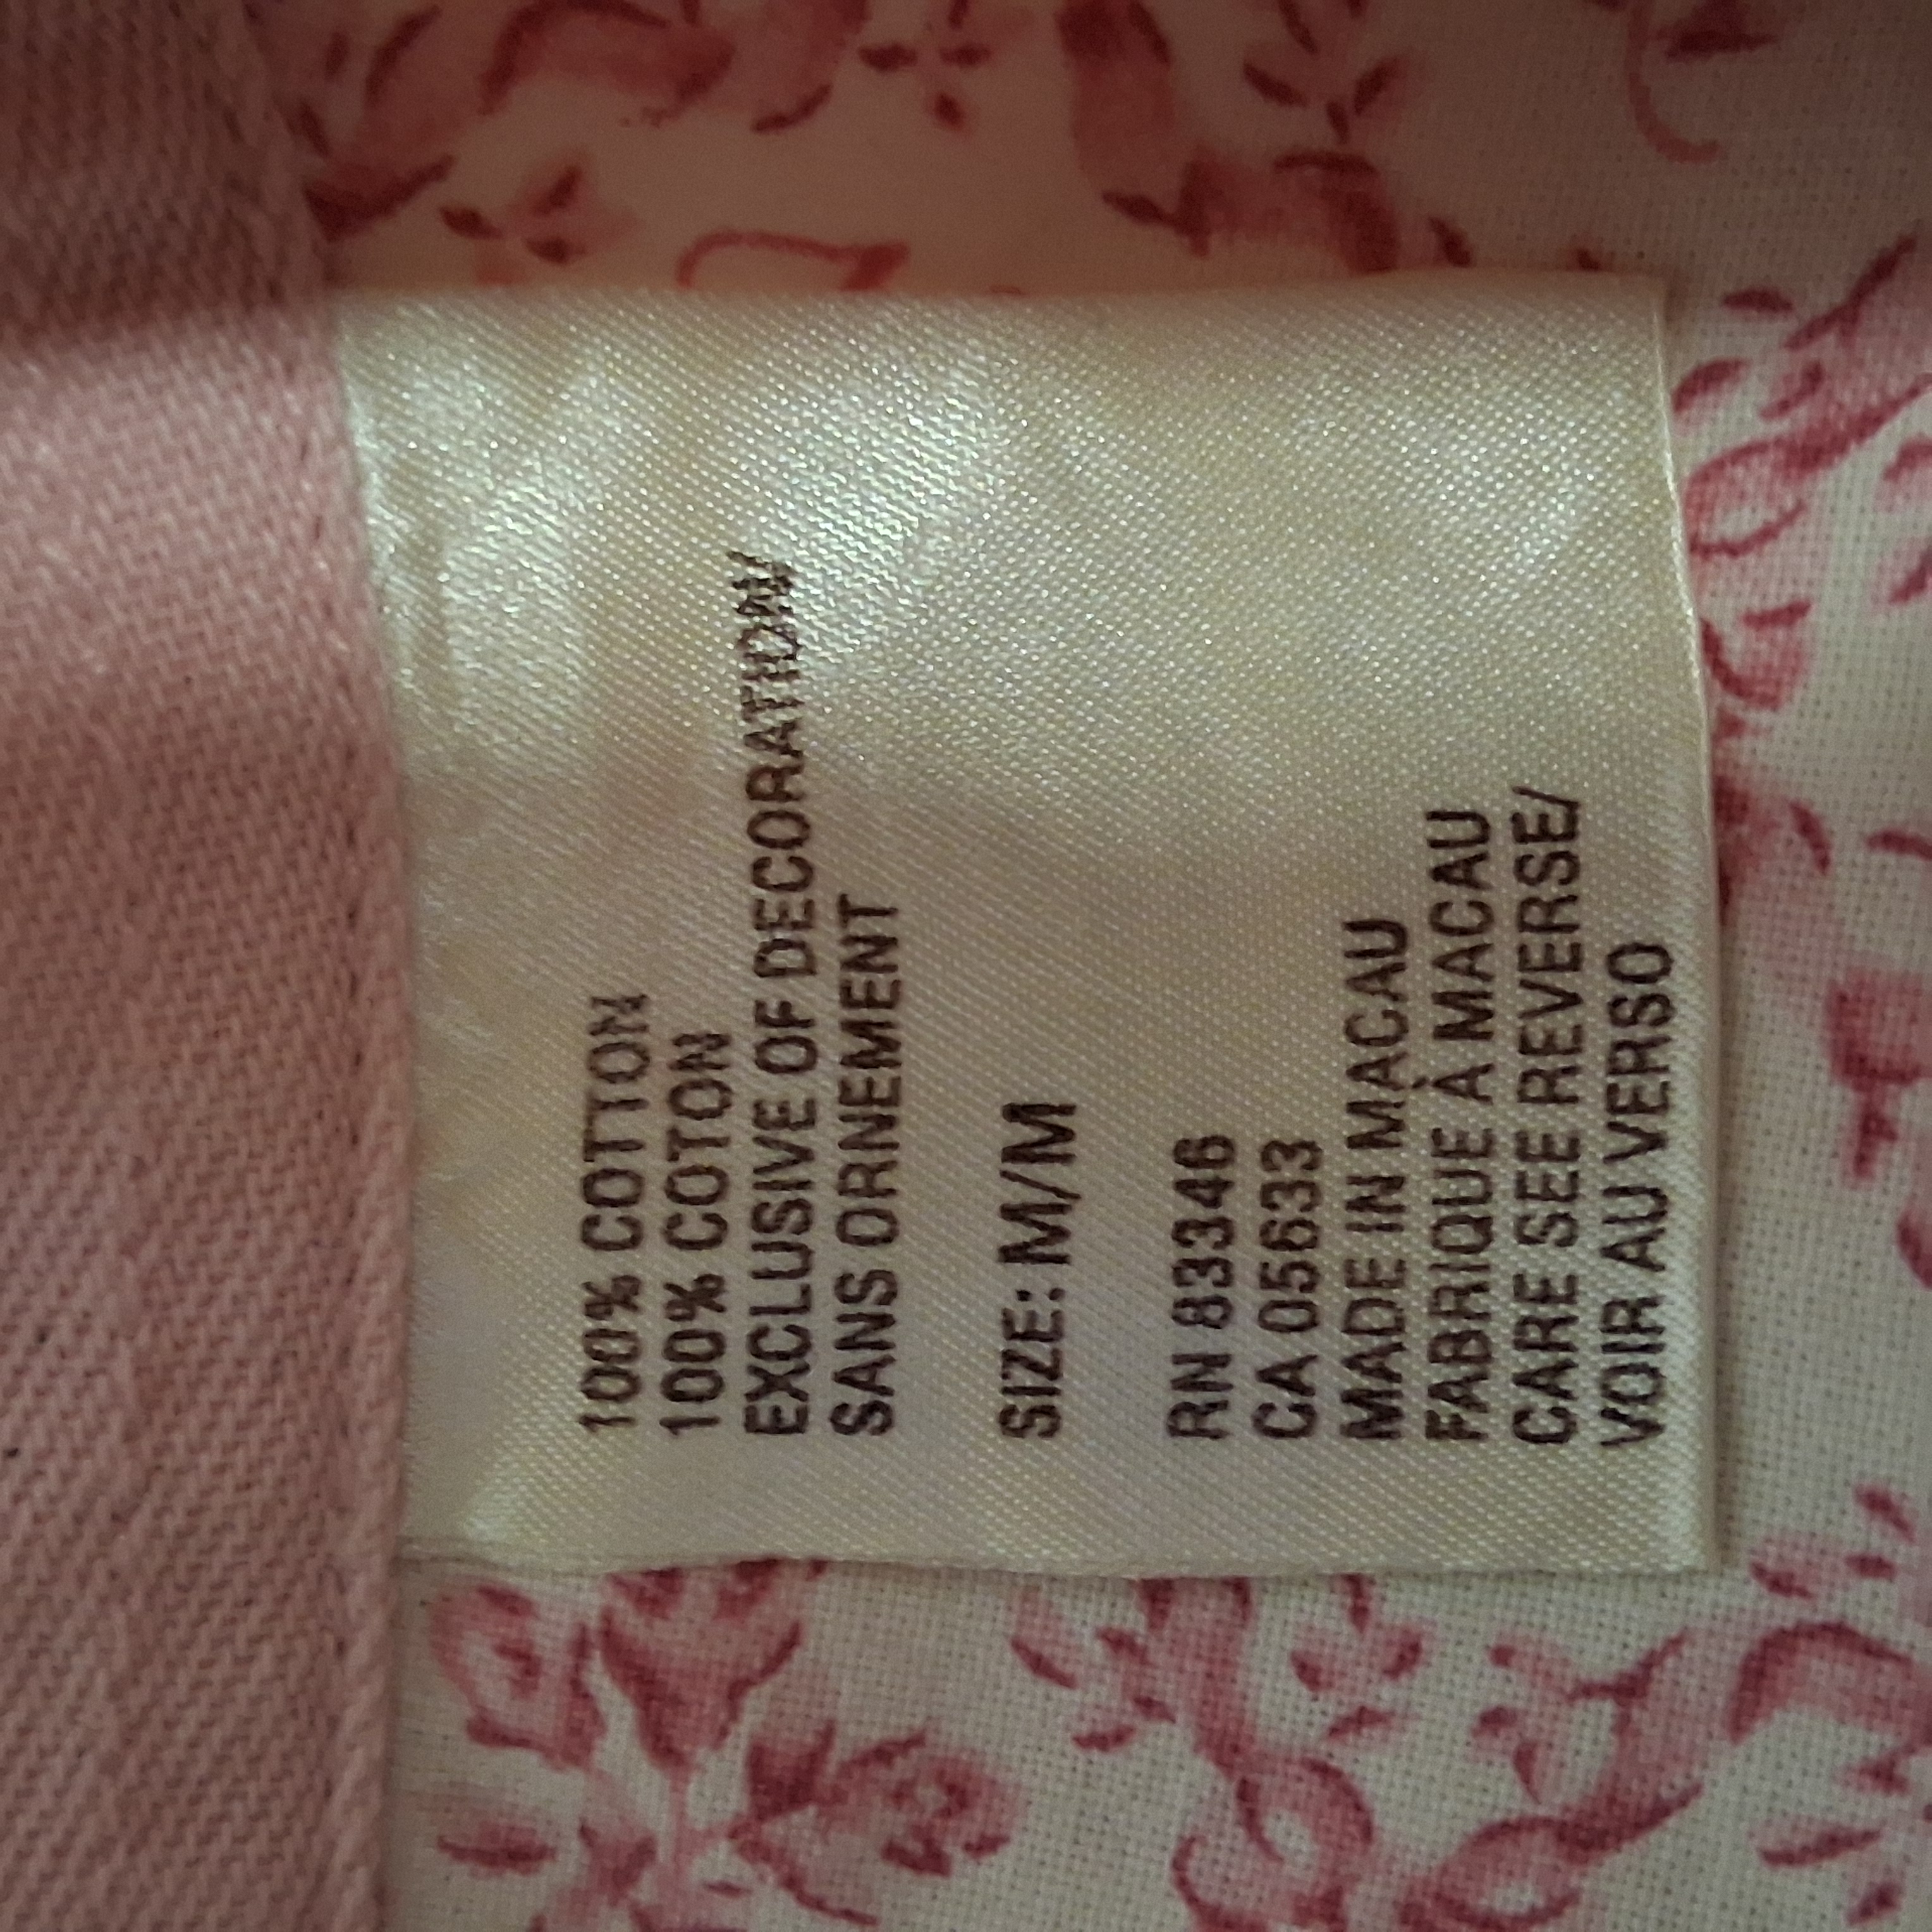 100% COTTON
100% COTON
EXCLUSIVE OF DECORATION/
SANS ORNEMENT
SIZE: M/M
RN 83346
CA 05633
MADE IN MACAU
FABRIQUE À MACAU
CARE SEE REVERSE/
VOIR AU VERSO